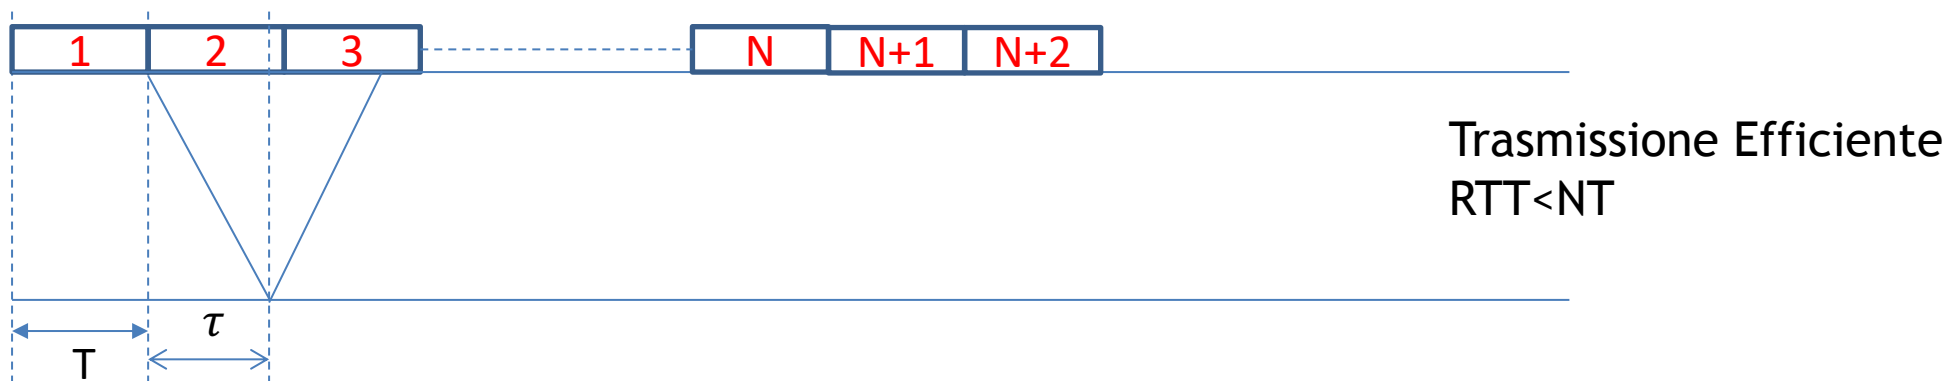 1 2 3 N N+1 N+2
Trasmissione Efficiente
RTT<NT
τ
T